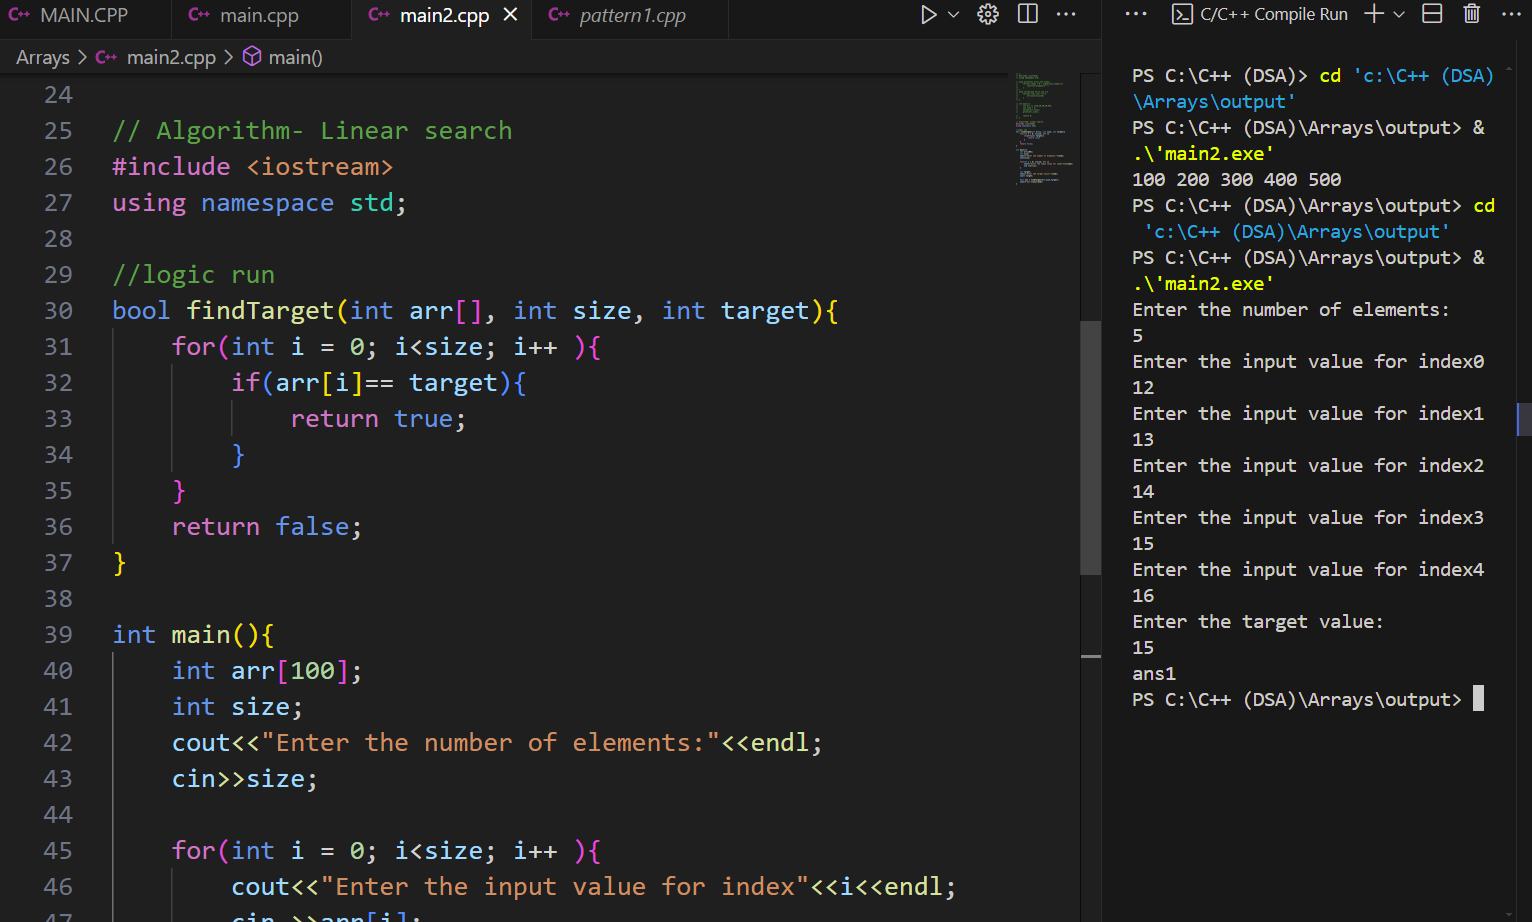 MAIN.CPP main.cpp main2.cpp pattern1.cpp
Arrays > main2.cpp > main()
24
25 // Algorithm- Linear search
26 #include <iostream>
27 using namespace std;
28
29 //logic run
30 bool findTarget(int arr[], int size, int target){
31 for(int i = 0; i<size; i++ ){
32 if(arr[i]== target){
33 return true;
34 }
35 }
36 return false;
37 }
38
39 int main(){
40 int arr[100];
41 int size;
42 cout<<"Enter the number of elements:"<<endl;
43 cin>>size;
44
45 for(int i = 0; i<size; i++ ){
46 cout<<"Enter the input value for index"<<i<<endl;
47 cin >>arr[i];
C/C++ Compile Run
PS C:\C++ (DSA)> cd 'c:\C++ (DSA)
\Arrays\output'
PS C:\C++ (DSA)\Arrays\output> &
.\'main2.exe'
100 200 300 400 500
PS C:\C++ (DSA)\Arrays\output> cd
'c:\C++ (DSA)\Arrays\output'
PS C:\C++ (DSA)\Arrays\output> &
.\'main2.exe'
Enter the number of elements:
5
Enter the input value for index0
12
Enter the input value for index1
13
Enter the input value for index2
14
Enter the input value for index3
15
Enter the input value for index4
16
Enter the target value:
15
ans1
PS C:\C++ (DSA)\Arrays\output>